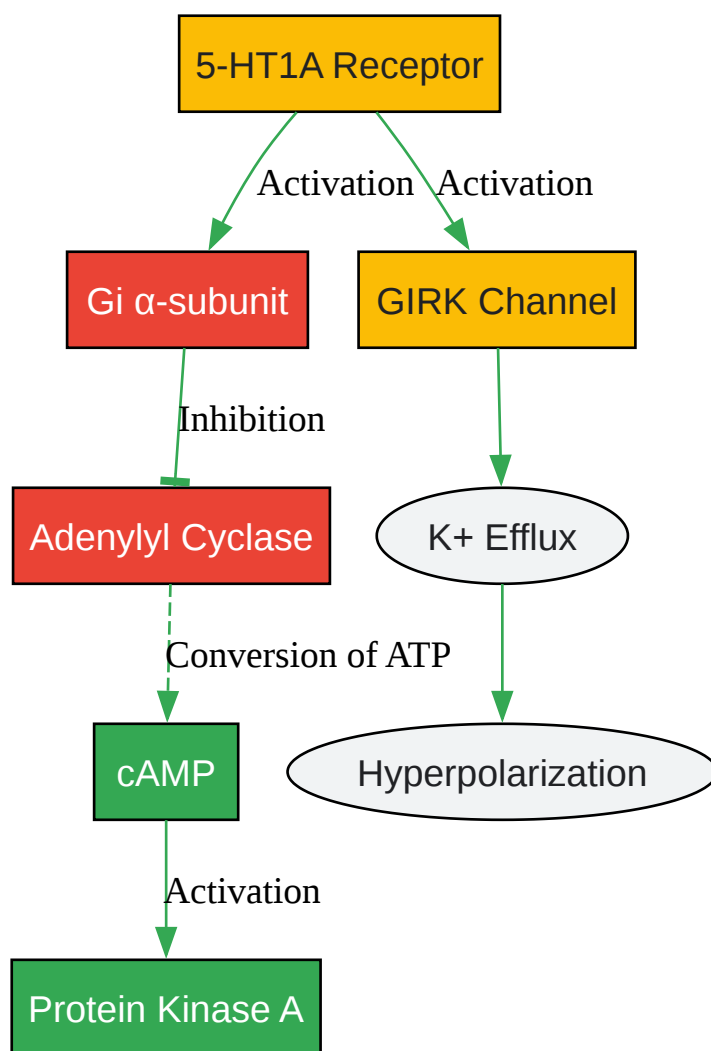 5-HT1A Receptor
Activation
Activation
Gi α-subunit
GIRK Channel
Inhibition
Adenylyl Cyclase
K+ Efflux
Conversion of ATP
cAMP
Hyperpolarization
Activation
Protein Kinase A